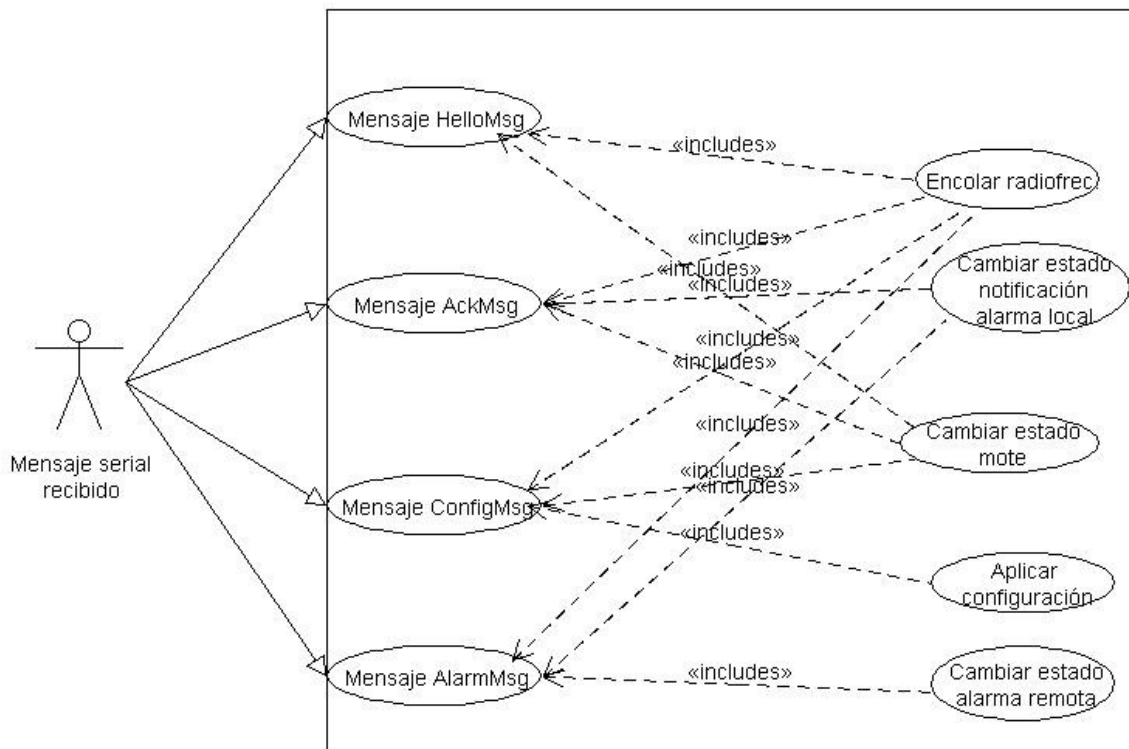 Mensaje HelloMsg
«includes»
Encolar radiofrec.
«includes»
«includes»
Cambiar estado
notificación
alarma local
Mensaje AckMsg
«includes»
Mensaje serial
recibido
«includes»
«includes»
«includes»
Cambiar estado
mote
«includes»
«includes»
Mensaje ConfigMsg
«includes»
Aplicar
configuración
Mensaje AlarmMsg
«includes»
Cambiar estado
alarma remota